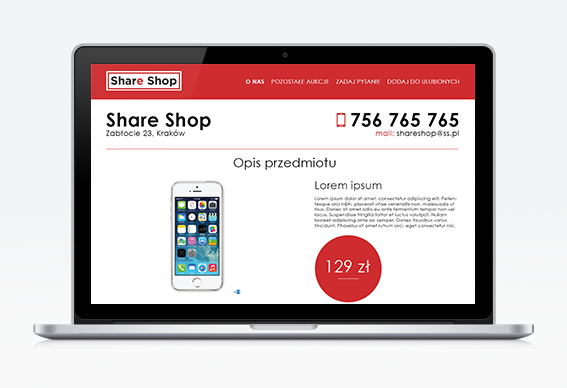 Share Shop
O NAS POZOSTAŁE AUKCJE ZADAJ PYTANIE DODAJ DO ULUBIONYCH
Share Shop
756 765 765
Zabłocie 23, Kraków
mail: shareshop@ss.pl
Opis przedmiotu
Lorem ipsum
Lorem ipsum dolor sit amet, consectetur adipiscing elit. Pellen-
tesque orci nibh, placerat vitae venenatis non, malesuada ut
risus. Donec sit amet odio eu ante fermentum tempor non vel
lacus. Suspendisse fringilla tortor et luctus volutpat. Nullam
laoreet adipiscing ante ac semper. Donec faucibus varius
tincidunt. Phasellus sit amet rutrum orci, eget consectetur nisl.
129 zł